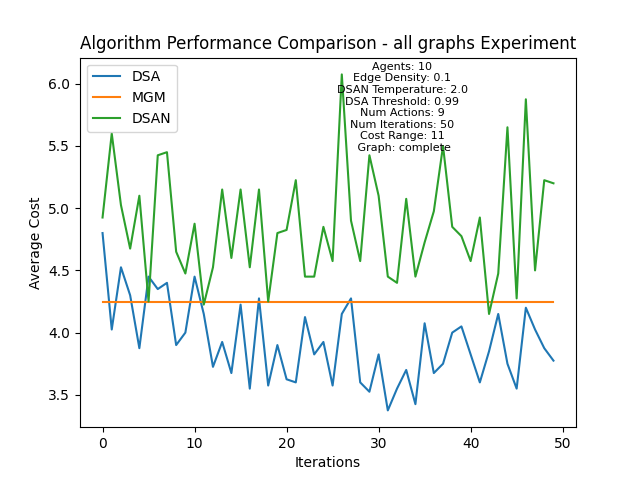 Algorithm Performance Comparison - all graphs Experiment
DSA
MGM
DSAN
Agents: 10
Edge Density: 0.1
DSAN Temperature: 2.0
DSA Threshold: 0.99
Num Actions: 9
Num Iterations: 50
Cost Range: 11
Graph: complete
Average Cost
6.0
5.5
5.0
4.5
4.0
3.5
0 10 20 30 40 50
Iterations